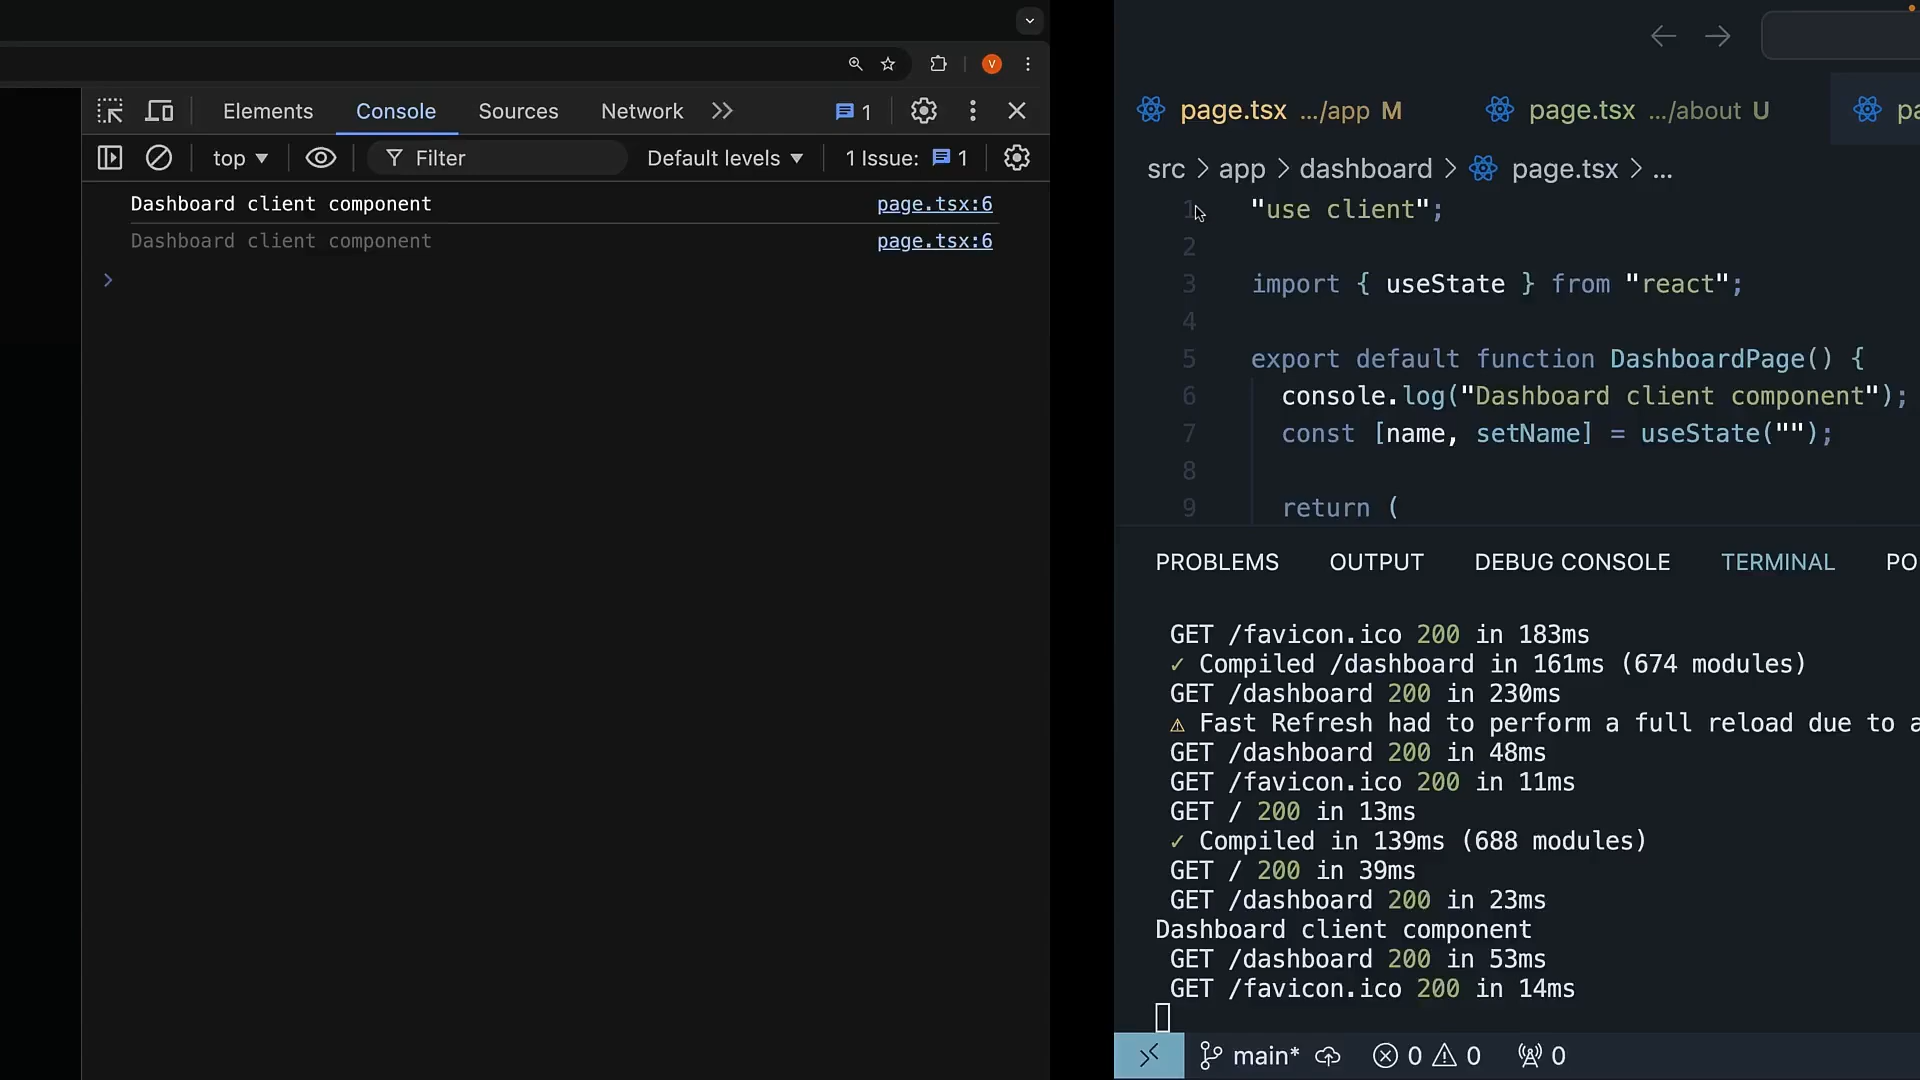 V
Elements Console Sources Network 1
top Filter Default levels 1 Issue: 1
Dashboard client component page.tsx:6
Dashboard client component page.tsx:6
page.tsx .../app M page.tsx .../about U pa
src > app > dashboard > page.tsx > ...
1 "use client";
2
3 import { useState } from "react";
4
5 export default function DashboardPage() {
6 console.log("Dashboard client component");
7 const [name, setName] = useState("");
8
9 return (
PROBLEMS OUTPUT DEBUG CONSOLE TERMINAL PO
GET /favicon.ico 200 in 183ms
✓ Compiled /dashboard in 161ms (674 modules)
GET /dashboard 200 in 230ms
⚠ Fast Refresh had to perform a full reload due to a
GET /dashboard 200 in 48ms
GET /favicon.ico 200 in 11ms
GET / 200 in 13ms
✓ Compiled in 139ms (688 modules)
GET / 200 in 39ms
GET /dashboard 200 in 23ms
Dashboard client component
GET /dashboard 200 in 53ms
GET /favicon.ico 200 in 14ms
main* 0 0 0